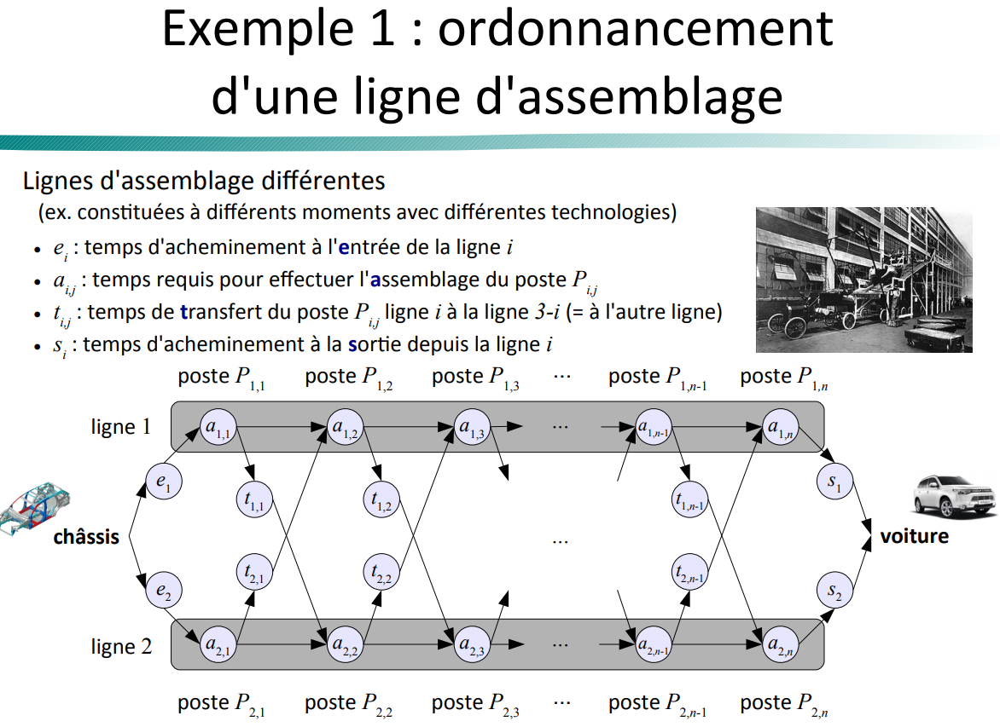 Exemple 1 : ordonnancement
d'une ligne d'assemblage
Lignes d'assemblage différentes
(ex. constituées à différents moments avec différentes technologies)
• e_i : temps d'acheminement à l'entrée de la ligne i
• a_i,j : temps requis pour effectuer l'assemblage du poste P_i,j
• t_i,j : temps de transfert du poste P_i,j ligne i à la ligne 3-i (= à l'autre ligne)
• s_i : temps d'acheminement à la sortie depuis la ligne i
poste P_1,1 poste P_1,2 poste P_1,3 ... poste P_1,n-1 poste P_1,n
ligne 1 a_1,1 a_1,2 a_1,3 ... a_1,n-1 a_1,n
e_1 s_1
t_1,1 t_1,2 t_1,n-1
châssis ... voiture
t_2,1 t_2,2 t_2,n-1
e_2 s_2
ligne 2 a_2,1 a_2,2 a_2,3 ... a_2,n-1 a_2,n
poste P_2,1 poste P_2,2 poste P_2,3 ... poste P_2,n-1 poste P_2,n